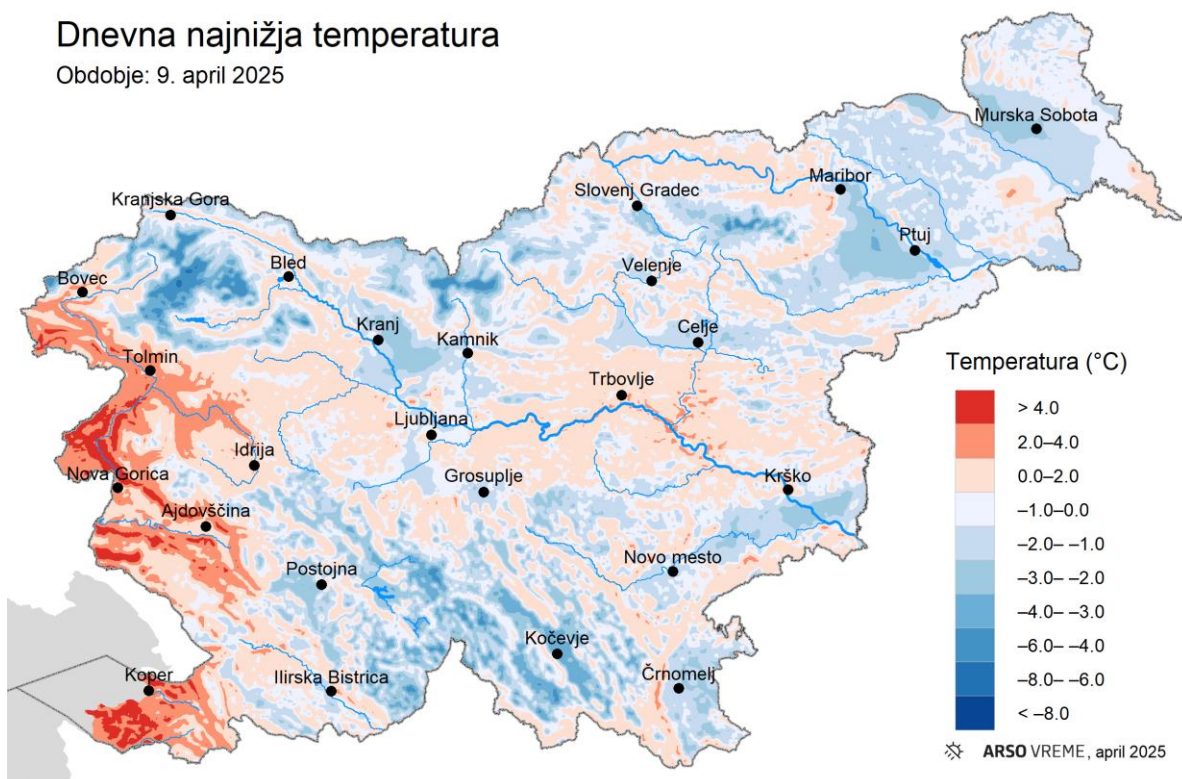 Dnevna najnižja temperatura
Obdobje: 9. april 2025
Murska Sobota
Maribor
Slovenj Gradec
Kranjska Gora
Ptuj
Bled
Velenje
Bovec
Kranj
Kamnik
Celje
Tolmin
Trbovlje
Ljubljana
Idrija
Nova Gorica
Grosuplje
Krško
Ajdovščina
Novo mesto
Postojna
Kočevje
Koper
Ilirska Bistrica
Črnomelj
Temperatura (°C)
> 4.0
2.0–4.0
0.0–2.0
–1.0–0.0
–2.0– –1.0
–3.0– –2.0
–4.0– –3.0
–6.0– –4.0
–8.0– –6.0
< –8.0
ARSO VREME, april 2025